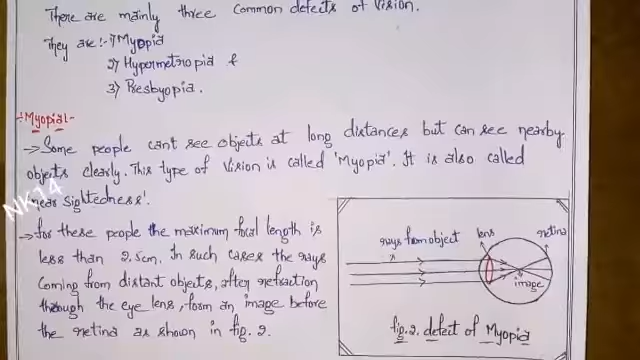 There are mainly three common defects of Vision.
They are:- 1) Myopia
2) Hypermetropia &
3) Presbyopia.
Myopia:-
→ Some people can't see objects at long distances but can see nearby
objects clearly. This type of Vision is called 'Myopia'. It is also called
near sightedness'.
→ For these people the maximum focal length is
less than 2.5cm. In such cases the rays
coming from distant objects, after refraction
through the eye lens, form an image before
the retina as shown in fig. 2.
rays from object
lens
retina
image
fig. 2. defect of Myopia
NK14